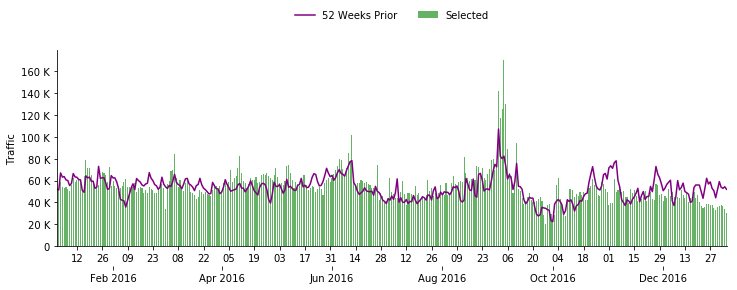 52 Weeks Prior Selected
160 K
140 K
120 K
100 K
80 K
60 K
40 K
20 K
0
Traffic
12 26 09 23 08 22 05 19 03 17 31 14 28 12 26 09 23 06 20 04 18 01 15 29 13 27
Feb 2016 Apr 2016 Jun 2016 Aug 2016 Oct 2016 Dec 2016